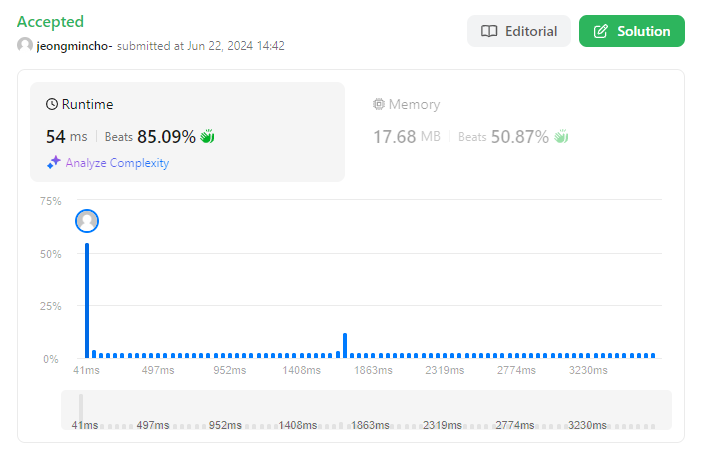 Accepted
jeongmincho- submitted at Jun 22, 2024 14:42
Editorial
Solution
Runtime
54 ms Beats 85.09%
Analyze Complexity
Memory
17.68 MB Beats 50.87%
75%
50%
25%
0%
41ms 497ms 952ms 1408ms 1863ms 2319ms 2774ms 3230ms
41ms 497ms 952ms 1408ms 1863ms 2319ms 2774ms 3230ms